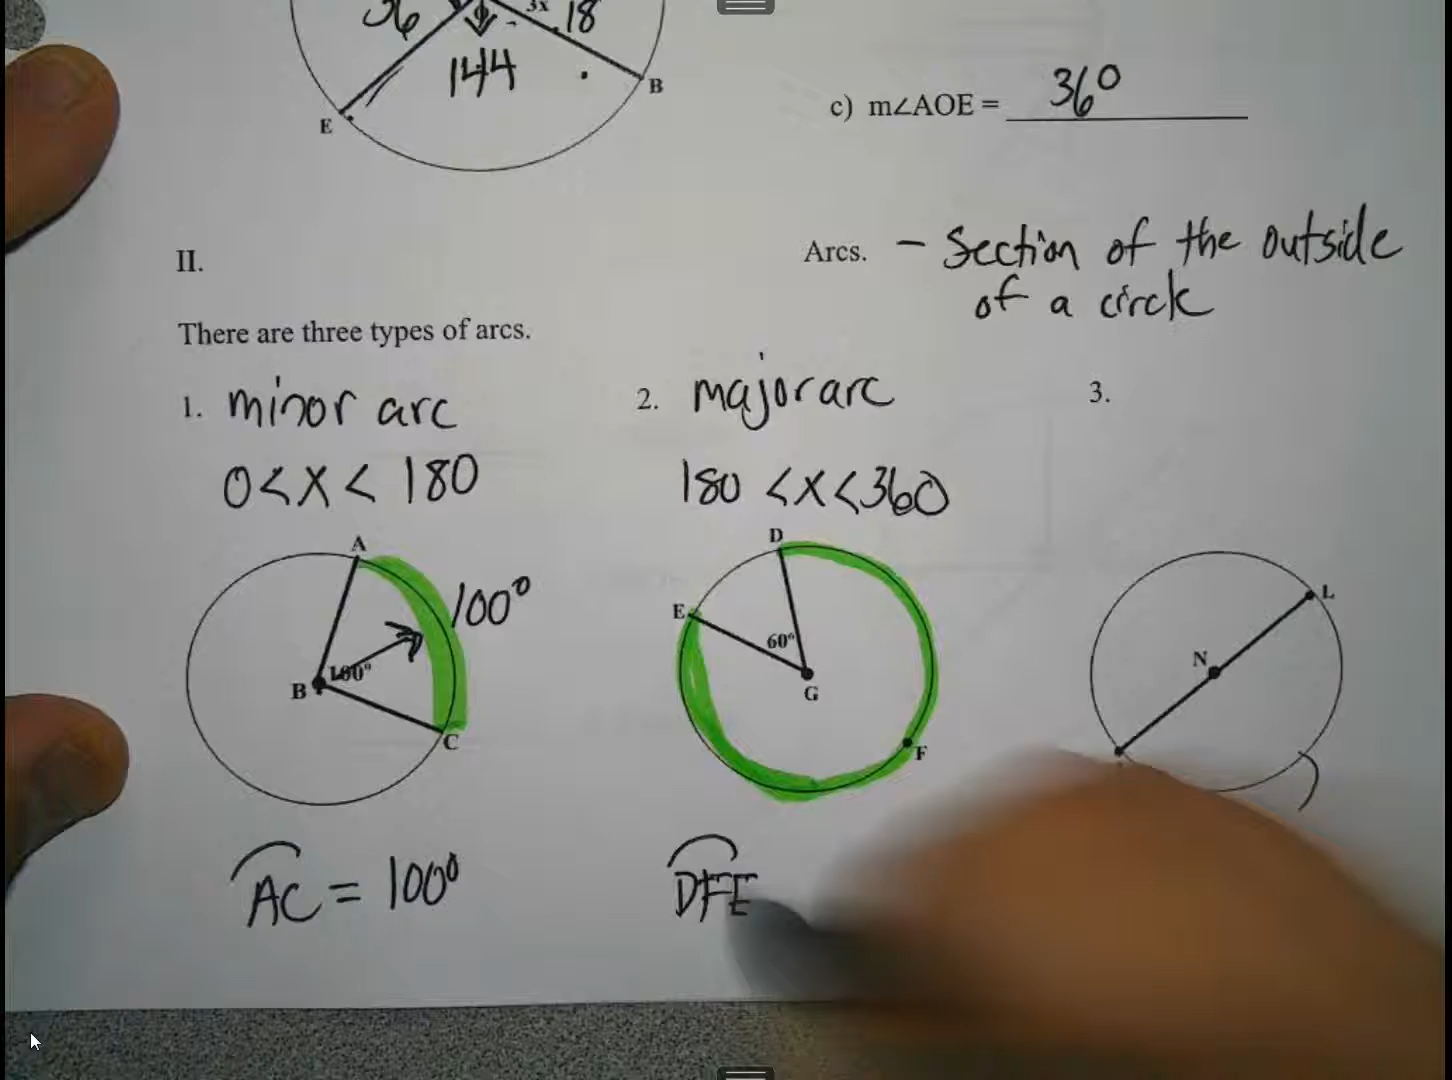 36
3x
18
144
B
E
c) m∠AOE = 36°
II.
Arcs. - Section of the outside
of a circle
There are three types of arcs.
1. minor arc
2. major arc
3.
0 < x < 180
180 < x < 360
A
100°
B
100°
C
D
E
60°
G
F
L
N
AC = 100°
DFE